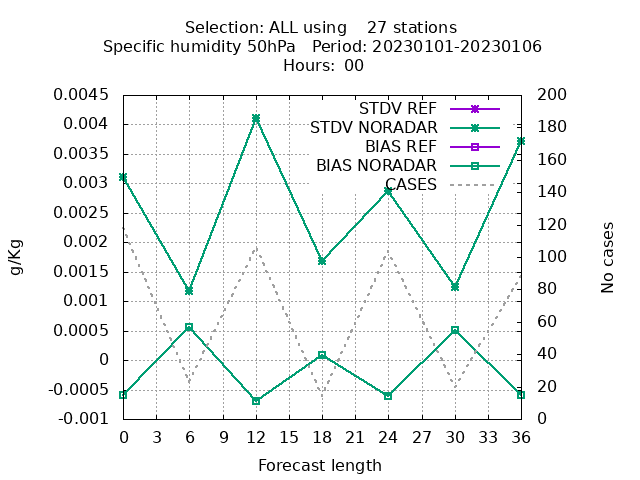 Selection: ALL using    27 stations
Specific humidity 50hPa   Period: 20230101-20230106
Hours:  00
STDV REF
STDV NORADAR
BIAS REF
BIAS NORADAR
CASES
g/Kg
0.0045
0.004
0.0035
0.003
0.0025
0.002
0.0015
0.001
0.0005
0
-0.0005
-0.001
200
180
160
140
120
100
80
60
40
20
0
No cases
0 3 6 9 12 15 18 21 24 27 30 33 36
Forecast length